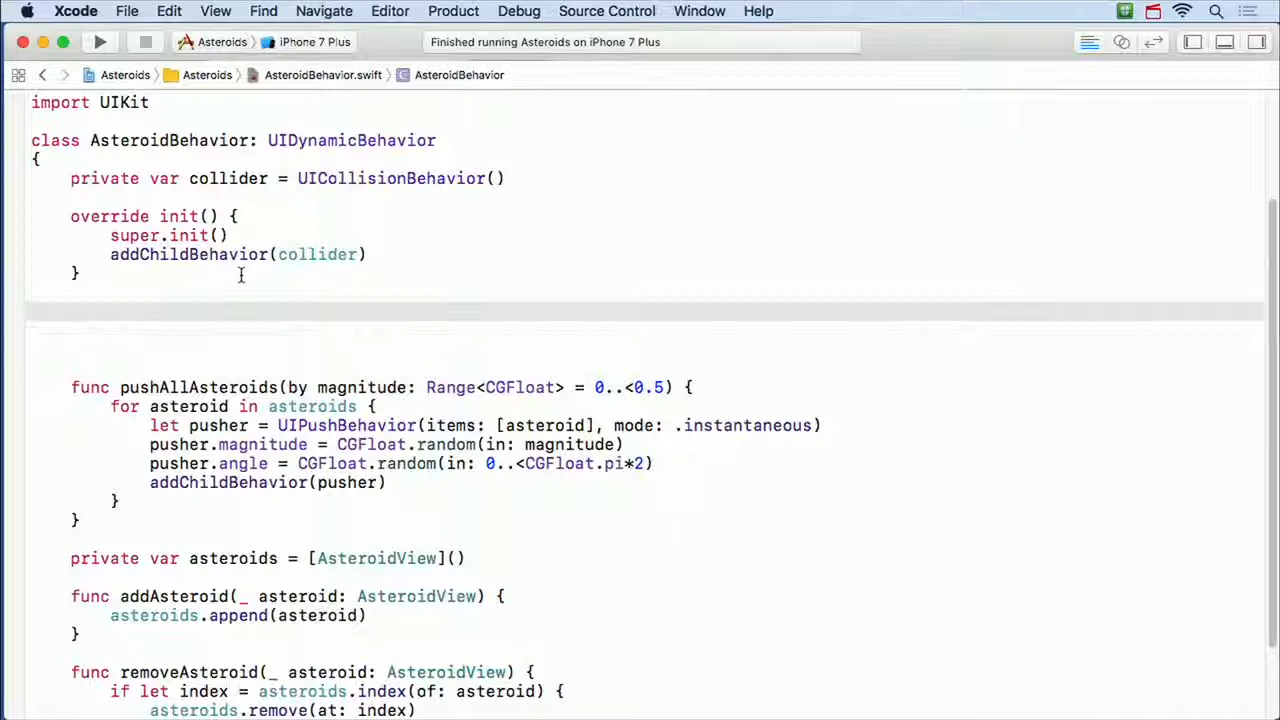 Xcode File Edit View Find Navigate Editor Product Debug Source Control Window Help
Asteroids iPhone 7 Plus Finished running Asteroids on iPhone 7 Plus
Asteroids Asteroids AsteroidBehavior.swift C AsteroidBehavior
import UIKit
class AsteroidBehavior: UIDynamicBehavior
{
private var collider = UICollisionBehavior()
override init() {
super.init()
addChildBehavior(collider)
}
func pushAllAsteroids(by magnitude: Range<CGFloat> = 0..<0.5) {
for asteroid in asteroids {
let pusher = UIPushBehavior(items: [asteroid], mode: .instantaneous)
pusher.magnitude = CGFloat.random(in: magnitude)
pusher.angle = CGFloat.random(in: 0..<CGFloat.pi*2)
addChildBehavior(pusher)
}
}
private var asteroids = [AsteroidView]()
func addAsteroid(_ asteroid: AsteroidView) {
asteroids.append(asteroid)
}
func removeAsteroid(_ asteroid: AsteroidView) {
if let index = asteroids.index(of: asteroid) {
asteroids.remove(at: index)